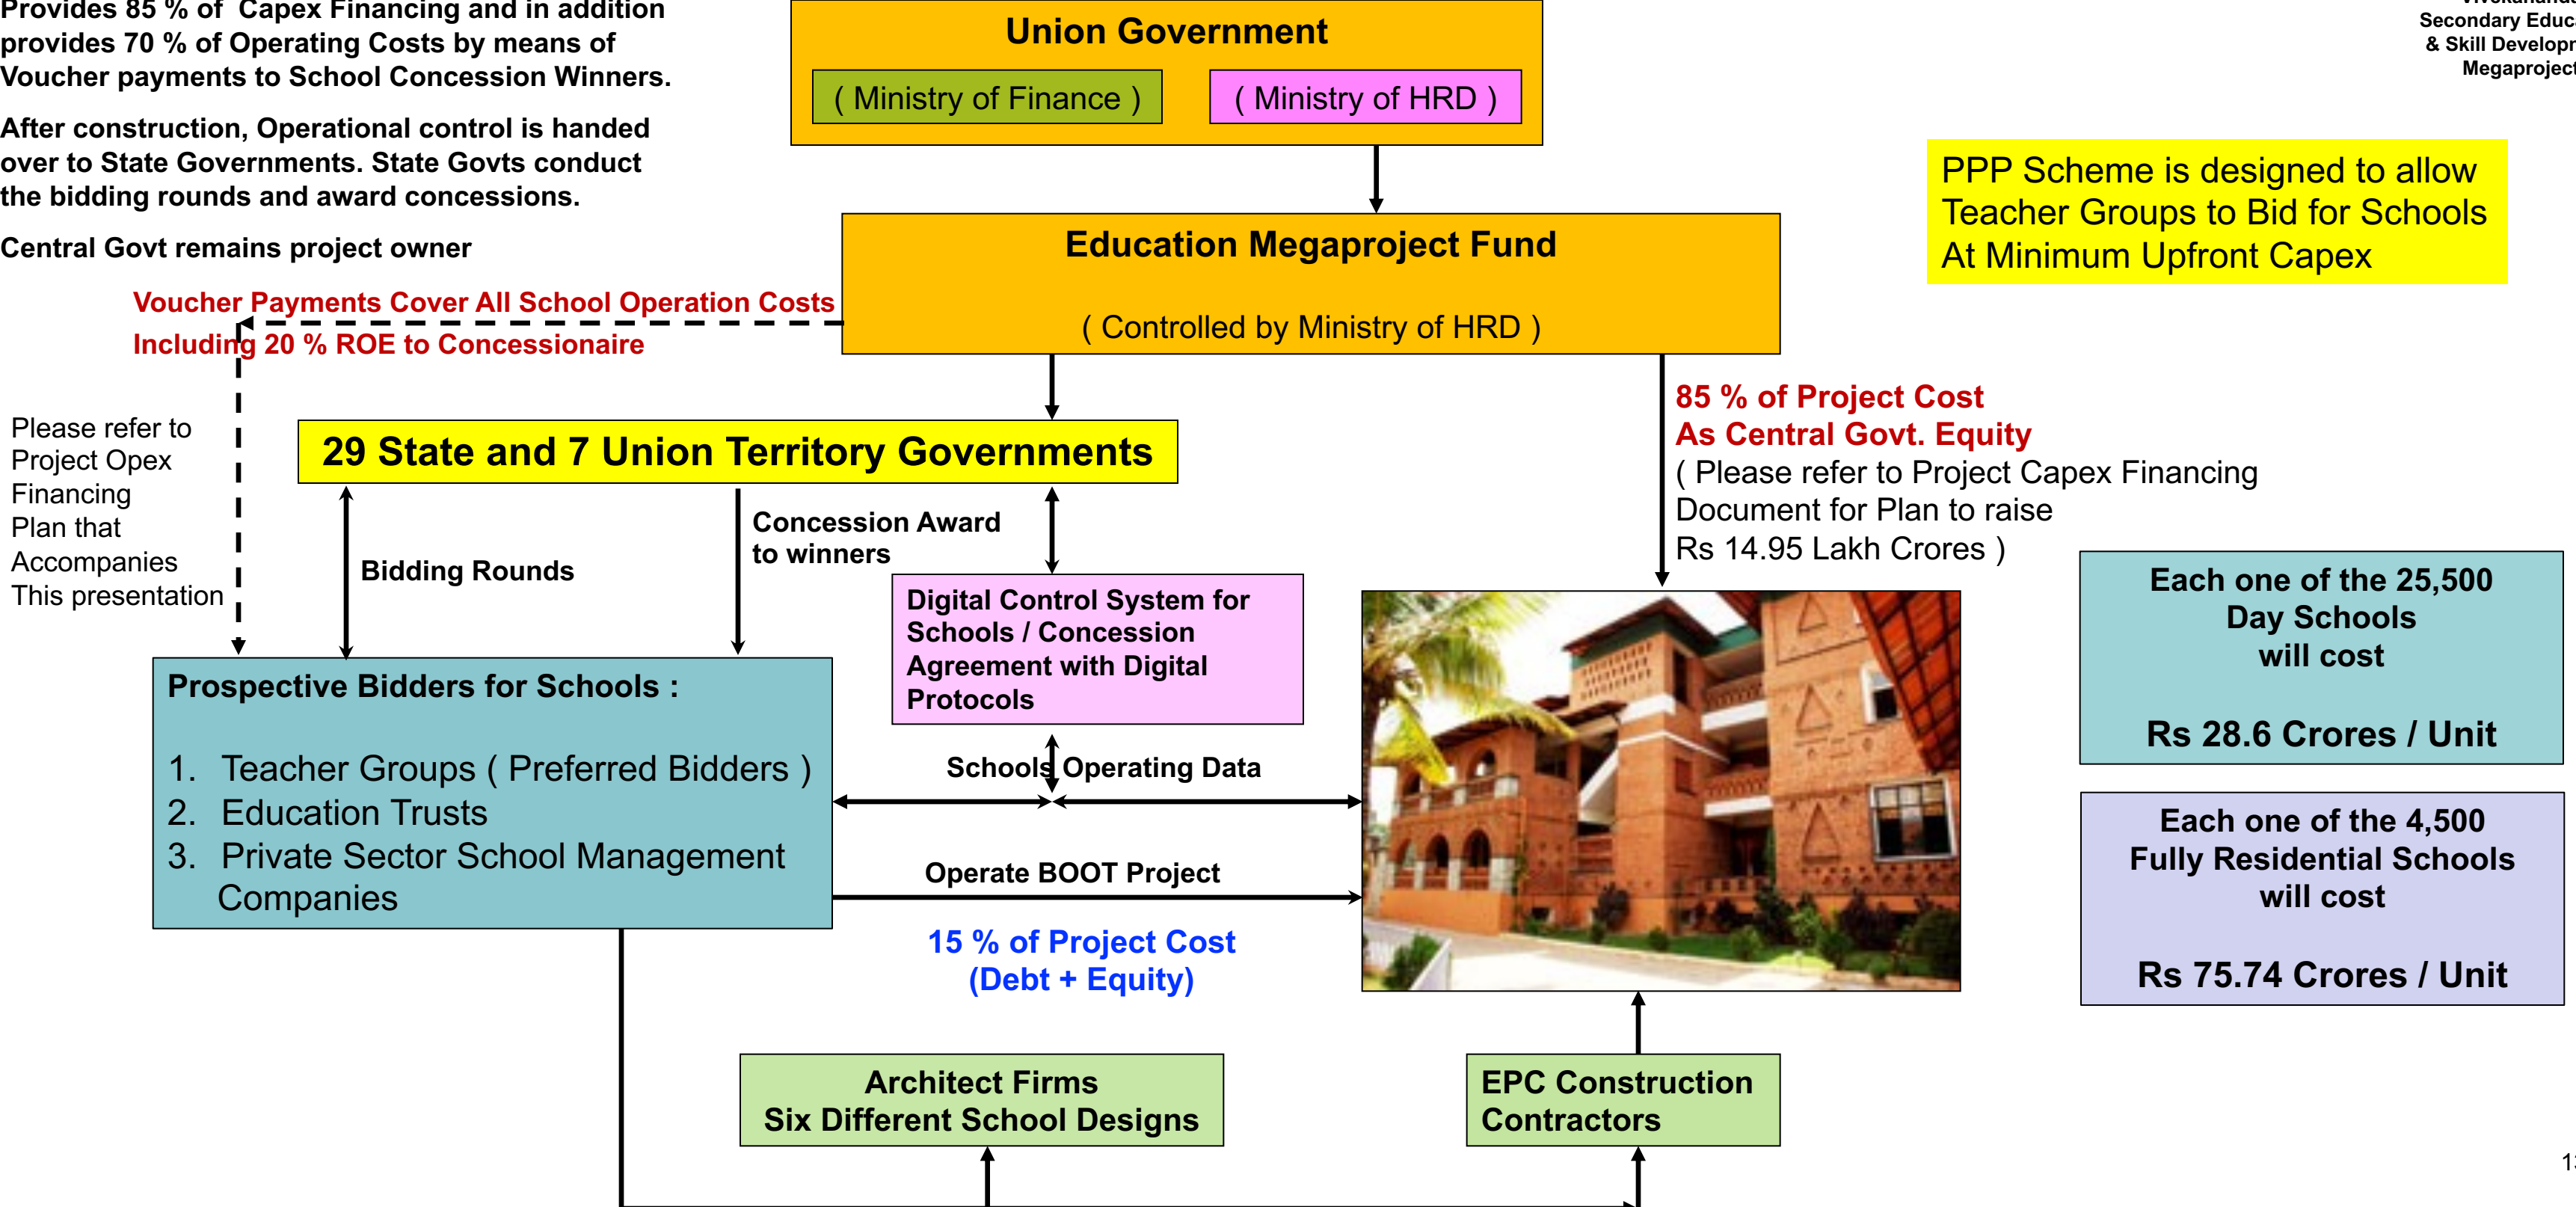 Provides 85 % of Capex Financing and in addition
provides 70 % of Operating Costs by means of
Voucher payments to School Concession Winners.
After construction, Operational control is handed
over to State Governments. State Govts conduct
the bidding rounds and award concessions.
Central Govt remains project owner
Union Government
( Ministry of Finance )
( Ministry of HRD )
Secondary Educ
& Skill Developm
Megaproject
PPP Scheme is designed to allow
Teacher Groups to Bid for Schools
At Minimum Upfront Capex
Education Megaproject Fund
( Controlled by Ministry of HRD )
Voucher Payments Cover All School Operation Costs
Including 20 % ROE to Concessionaire
Please refer to
Project Opex
Financing
Plan that
Accompanies
This presentation
29 State and 7 Union Territory Governments
85 % of Project Cost
As Central Govt. Equity
( Please refer to Project Capex Financing
Document for Plan to raise
Rs 14.95 Lakh Crores )
Bidding Rounds
Concession Award
to winners
Digital Control System for
Schools / Concession
Agreement with Digital
Protocols
Each one of the 25,500
Day Schools
will cost
Rs 28.6 Crores / Unit
Prospective Bidders for Schools :
1. Teacher Groups ( Preferred Bidders )
2. Education Trusts
3. Private Sector School Management
Companies
Schools Operating Data
Operate BOOT Project
15 % of Project Cost
(Debt + Equity)
Each one of the 4,500
Fully Residential Schools
will cost
Rs 75.74 Crores / Unit
Architect Firms
Six Different School Designs
EPC Construction
Contractors